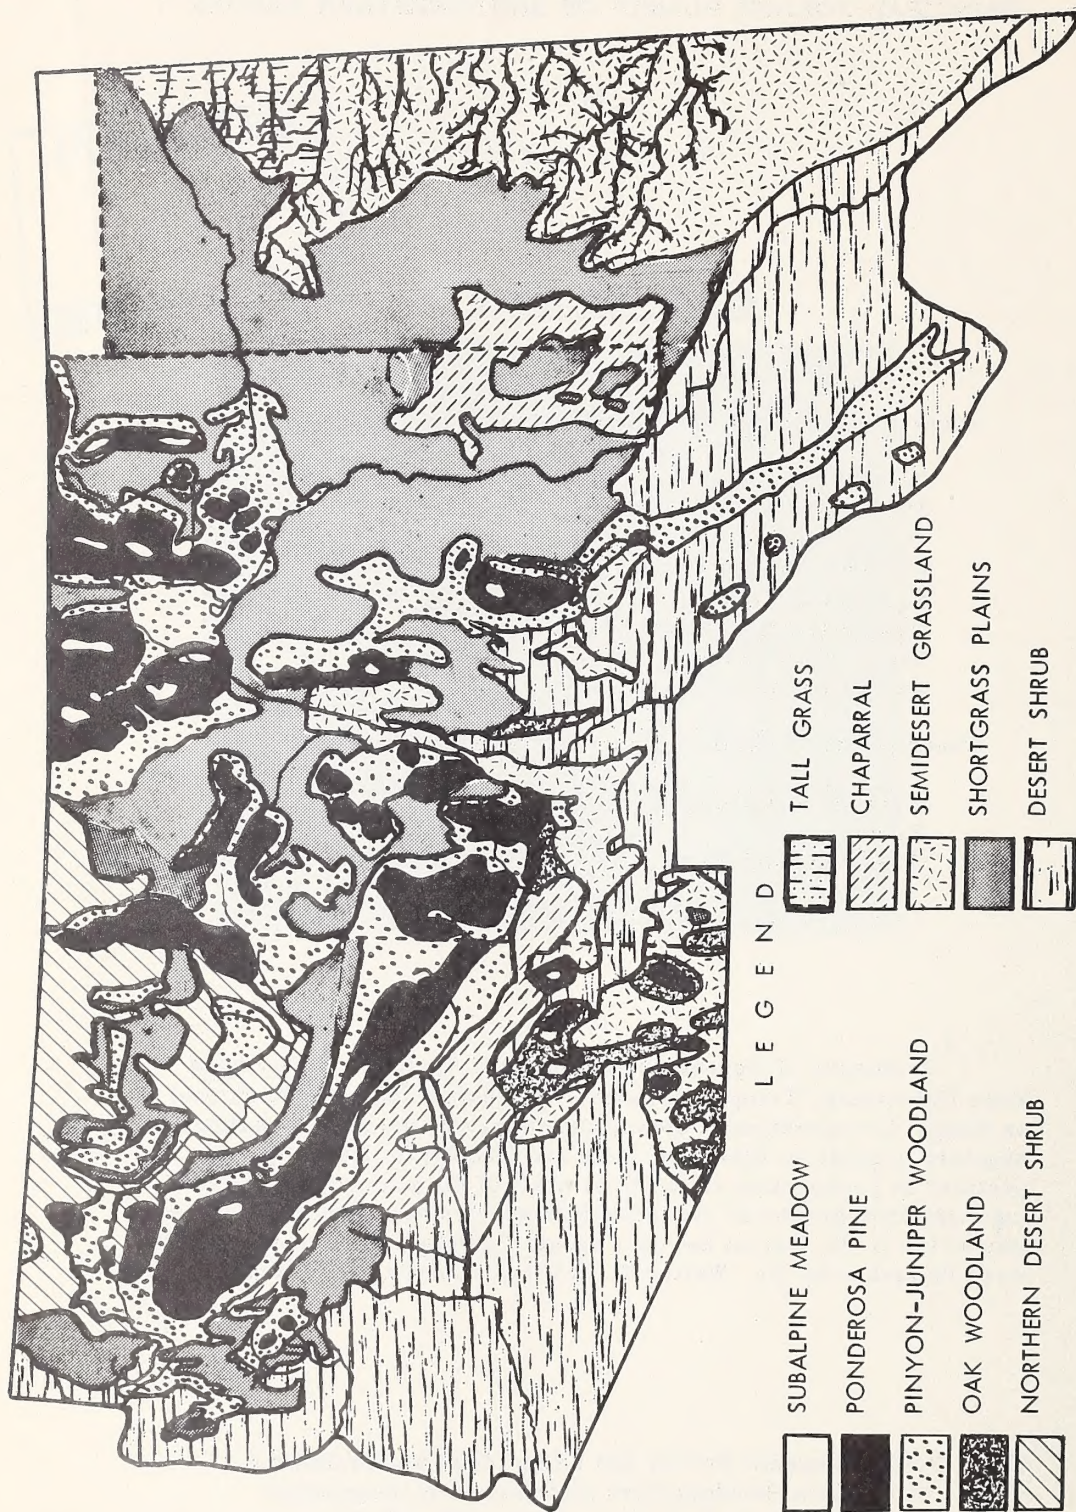 LEGEND
SUBALPINE MEADOW
PONDEROSA PINE
PINYON-JUNIPER WOODLAND
OAK WOODLAND
NORTHERN DESERT SHRUB
TALL GRASS
CHAPARRAL
SEMIDESERT GRASSLAND
SHORTGRASS PLAINS
DESERT SHRUB